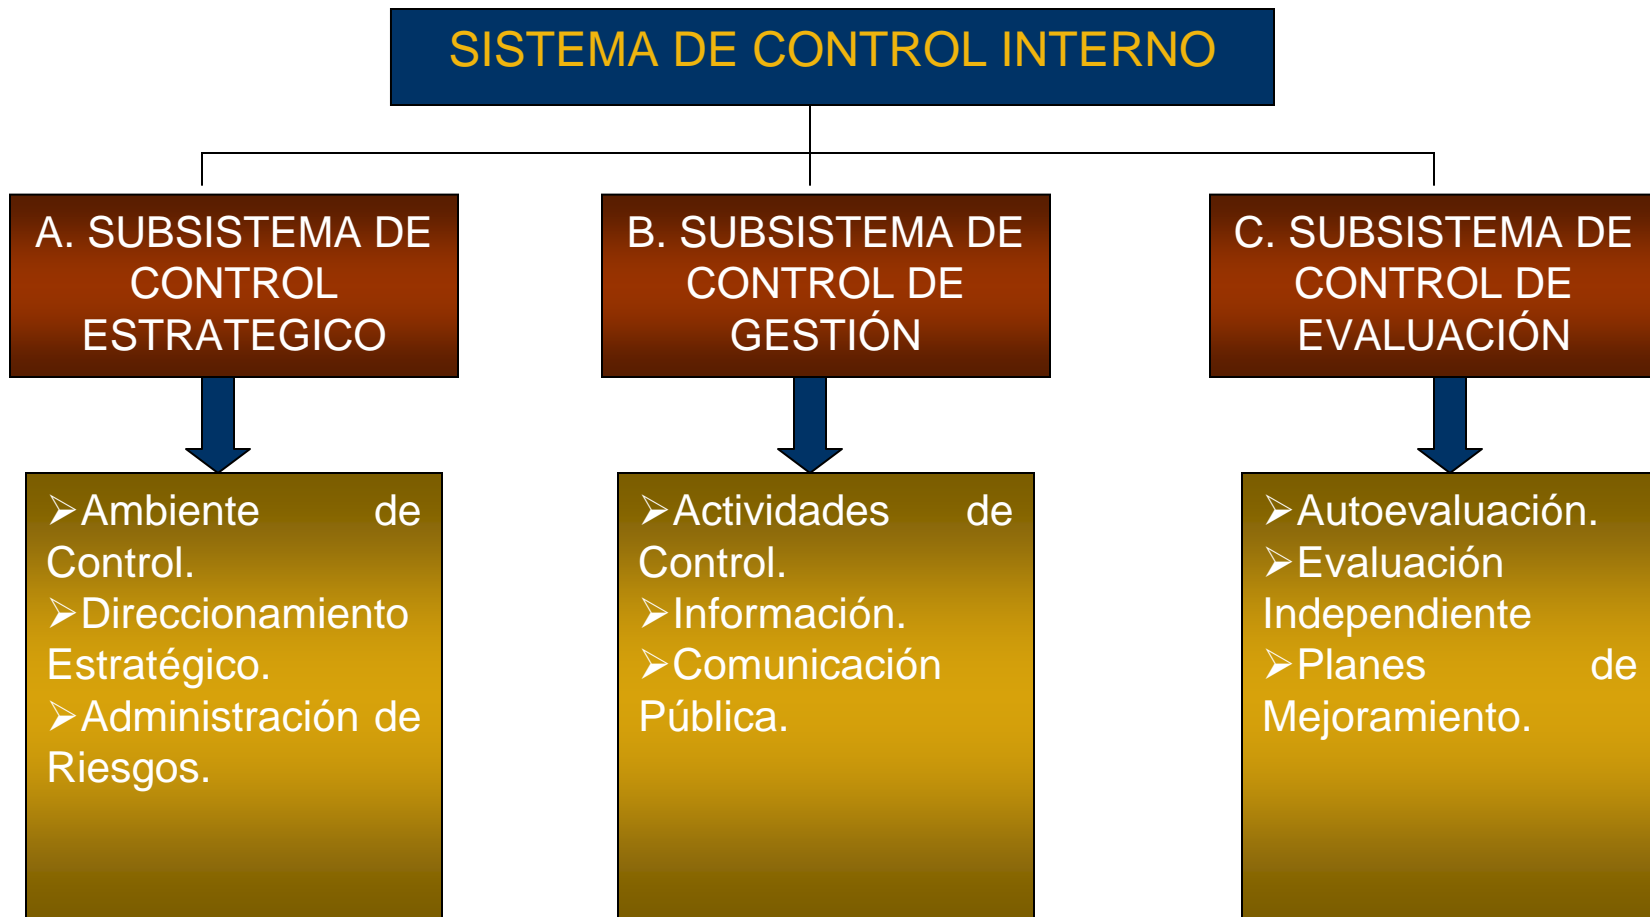 SISTEMA DE CONTROL INTERNO
A. SUBSISTEMA DE
CONTROL
ESTRATEGICO
B. SUBSISTEMA DE
CONTROL DE
GESTIÓN
C. SUBSISTEMA DE
CONTROL DE
EVALUACIÓN
➢Ambiente de
Control.
➢Direccionamiento
Estratégico.
➢Administración de
Riesgos.
➢Actividades de
Control.
➢Información.
➢Comunicación
Pública.
➢Autoevaluación.
➢Evaluación
Independiente
➢Planes de
Mejoramiento.